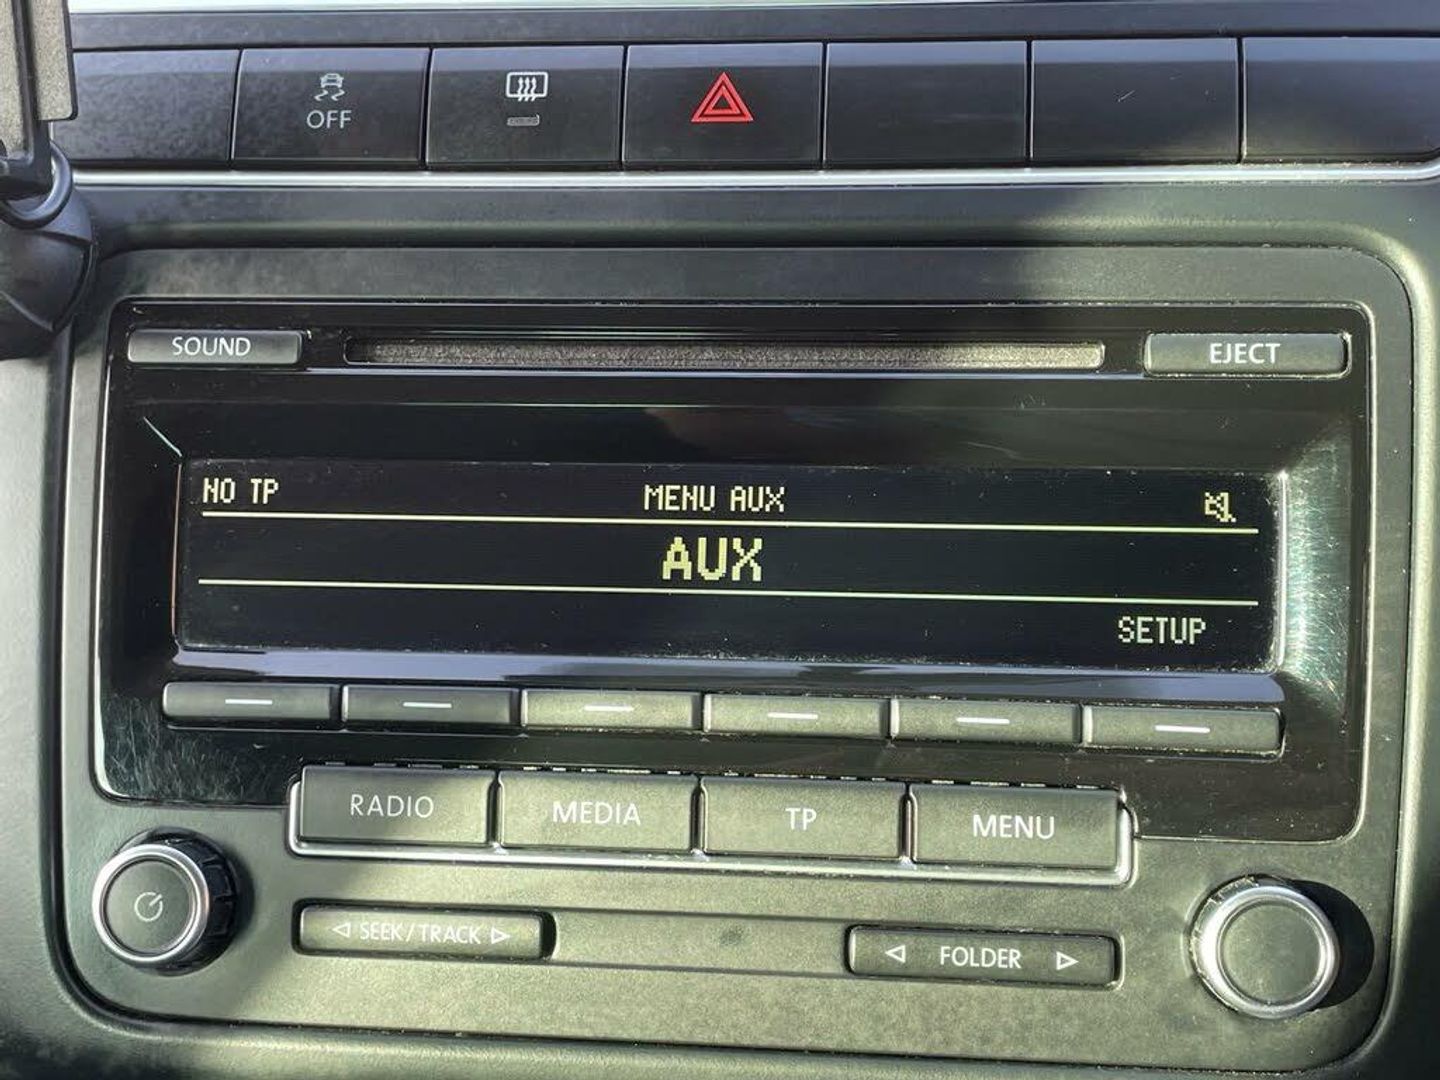 OFF
SOUND
EJECT
NO TP
MENU AUX
AUX
SETUP
RADIO
MEDIA
TP
MENU
SEEK / TRACK
FOLDER